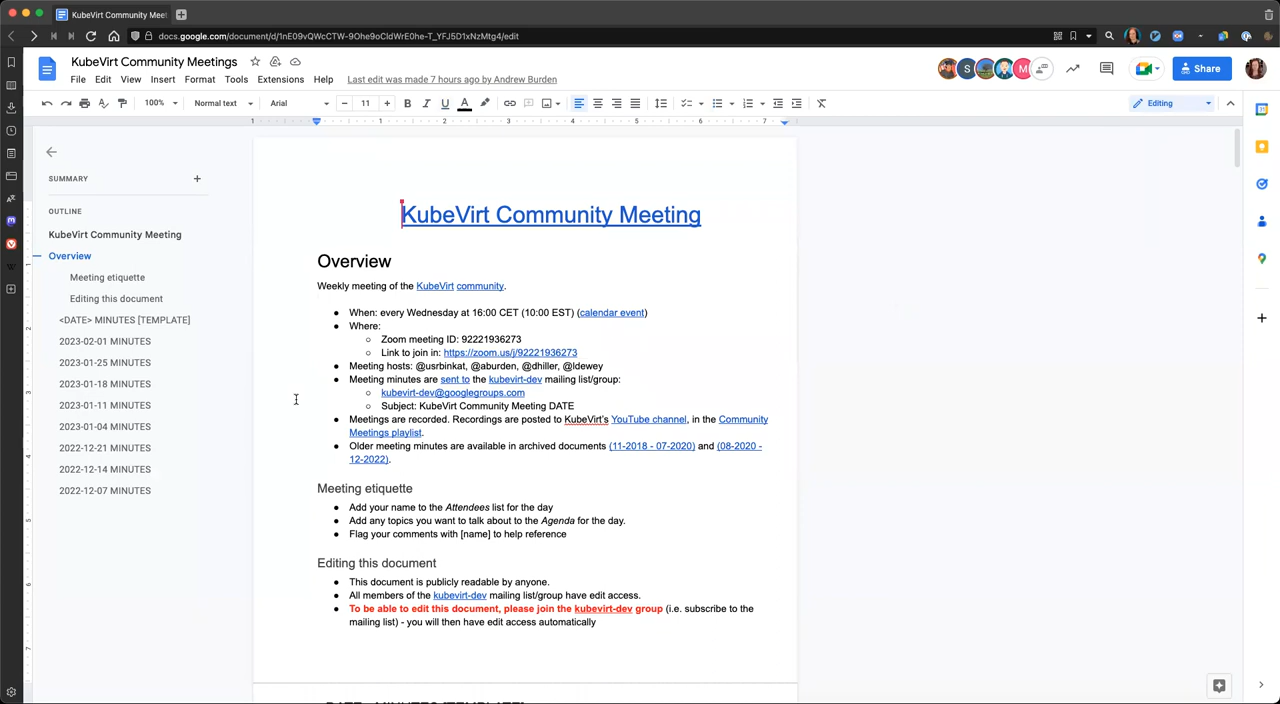 KubeVirt Community Meet
docs.google.com/document/d/1nE09vQWcCTW-9Ohe9oCldWrE0he-T_YFJ5D1xNzMtg4/edit
KubeVirt Community Meetings
File Edit View Insert Format Tools Extensions Help Last edit was made 7 hours ago by Andrew Burden
S M Share
100% Normal text Arial 11 Editing
1 1 2 3 4 5 6 7
SUMMARY
OUTLINE
KubeVirt Community Meeting
Overview
Meeting etiquette
Editing this document
<DATE> MINUTES [TEMPLATE]
2023-02-01 MINUTES
2023-01-25 MINUTES
2023-01-18 MINUTES
2023-01-11 MINUTES
2023-01-04 MINUTES
2022-12-21 MINUTES
2022-12-14 MINUTES
2022-12-07 MINUTES
KubeVirt Community Meeting
Overview
Weekly meeting of the KubeVirt community.
● When: every Wednesday at 16:00 CET (10:00 EST) (calendar event)
● Where:
○ Zoom meeting ID: 92221936273
○ Link to join in: https://zoom.us/j/92221936273
● Meeting hosts: @usrbinkat, @aburden, @dhiller, @ldewey
● Meeting minutes are sent to the kubevirt-dev mailing list/group:
○ kubevirt-dev@googlegroups.com
○ Subject: KubeVirt Community Meeting DATE
● Meetings are recorded. Recordings are posted to KubeVirt's YouTube channel, in the Community
Meetings playlist.
● Older meeting minutes are available in archived documents (11-2018 - 07-2020) and (08-2020 -
12-2022).
Meeting etiquette
● Add your name to the Attendees list for the day
● Add any topics you want to talk about to the Agenda for the day.
● Flag your comments with [name] to help reference
Editing this document
● This document is publicly readable by anyone.
● All members of the kubevirt-dev mailing list/group have edit access.
● To be able to edit this document, please join the kubevirt-dev group (i.e. subscribe to the
mailing list) - you will then have edit access automatically